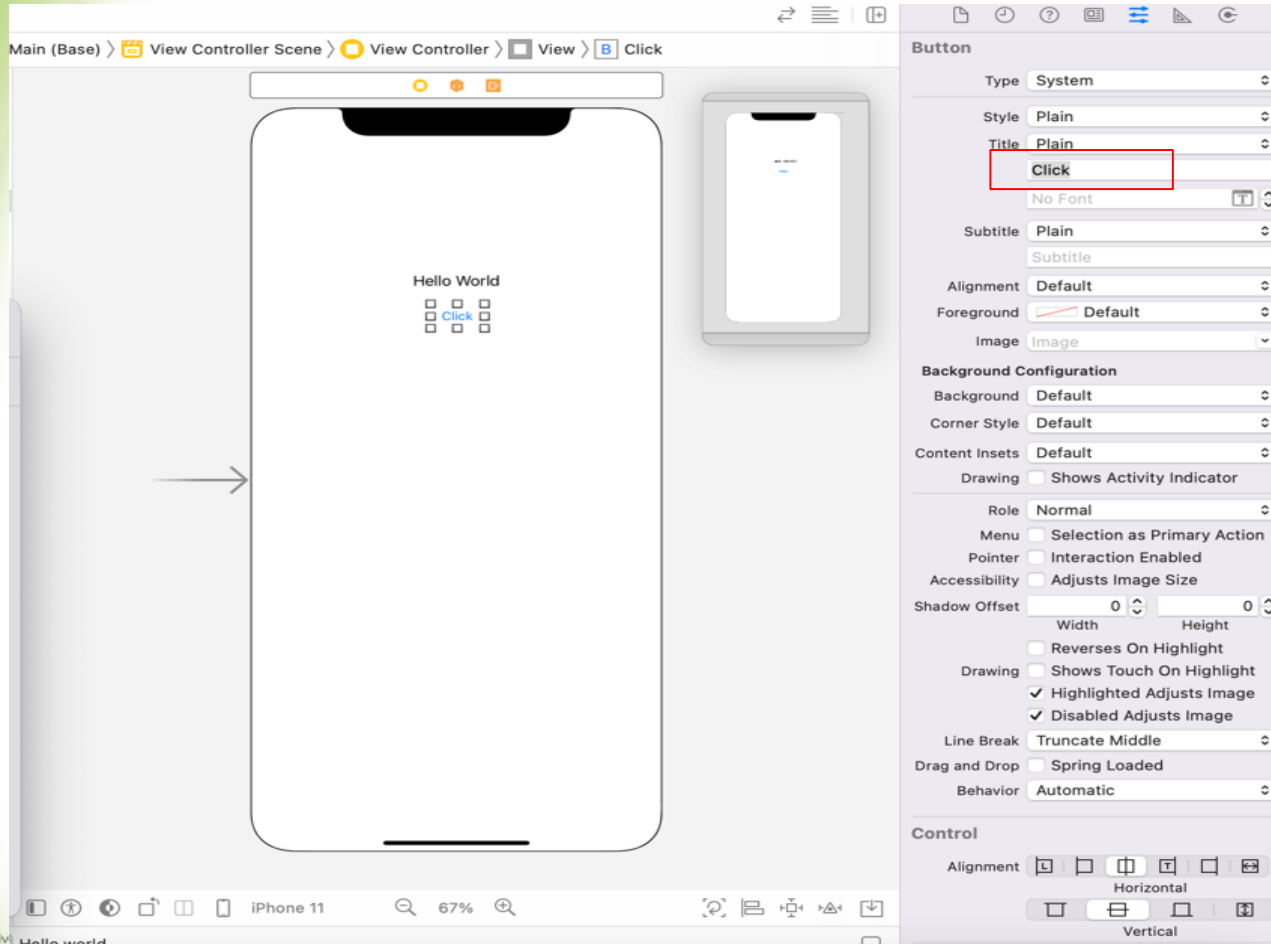 Main (Base) 〉 View Controller Scene 〉 View Controller 〉 View 〉 B Click
Hello World
Click
iPhone 11
67%
Hello world
Button
Type System
Style Plain
Title Plain
Click
No Font T
Subtitle Plain
Subtitle
Alignment Default
Foreground Default
Image Image
Background Configuration
Background Default
Corner Style Default
Content Insets Default
Drawing Shows Activity Indicator
Role Normal
Menu Selection as Primary Action
Pointer Interaction Enabled
Accessibility Adjusts Image Size
Shadow Offset 0 0
Width Height
Reverses On Highlight
Drawing Shows Touch On Highlight
Highlighted Adjusts Image
Disabled Adjusts Image
Line Break Truncate Middle
Drag and Drop Spring Loaded
Behavior Automatic
Control
Alignment L T
Horizontal
Vertical